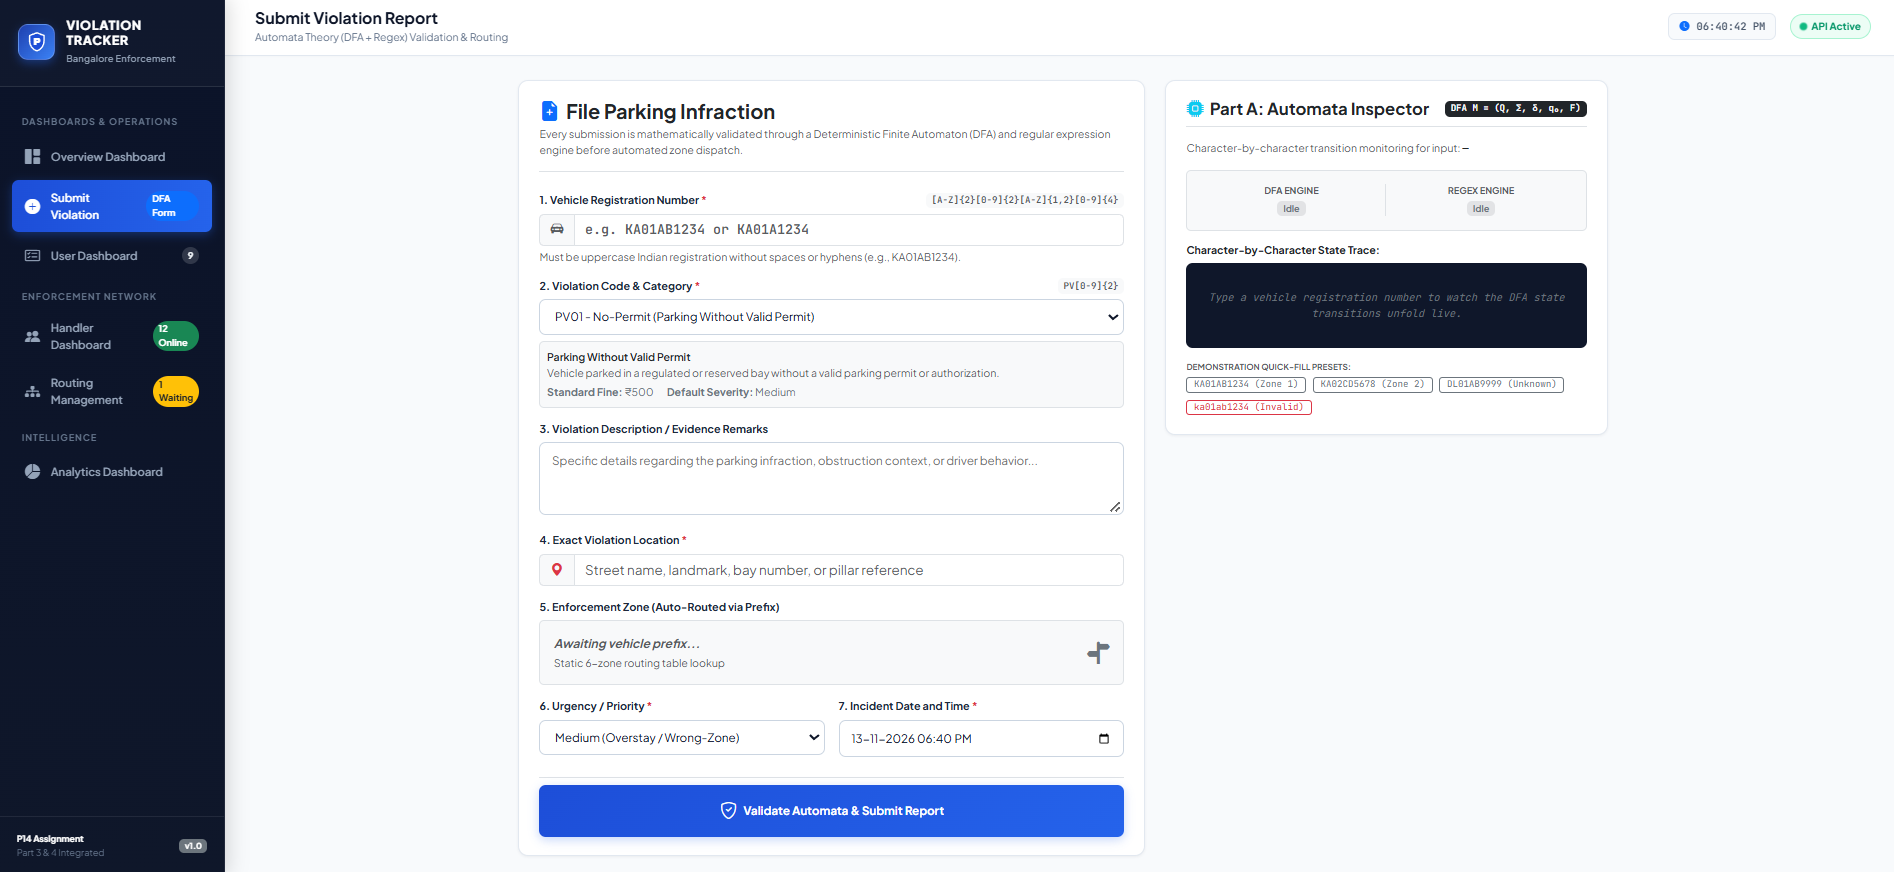 VIOLATION
TRACKER
Bangalore Enforcement
DASHBOARDS & OPERATIONS
Overview Dashboard
Submit
Violation
DFA
Form
User Dashboard
9
ENFORCEMENT NETWORK
Handler
Dashboard
12
Online
Routing
Management
1
Waiting
INTELLIGENCE
Analytics Dashboard
P14 Assignment
Part 3 & 4 Integrated
v1.0
Submit Violation Report
Automata Theory (DFA + Regex) Validation & Routing
06:40:42 PM
API Active
File Parking Infraction
Every submission is mathematically validated through a Deterministic Finite Automaton (DFA) and regular expression
engine before automated zone dispatch.
1. Vehicle Registration Number *
[A-Z]{2}[0-9]{2}[A-Z]{1,2}[0-9]{4}
e.g. KA01AB1234 or KA01A1234
Must be uppercase Indian registration without spaces or hyphens (e.g., KA01AB1234).
2. Violation Code & Category *
PV[0-9]{2}
PV01 - No-Permit (Parking Without Valid Permit)
Parking Without Valid Permit
Vehicle parked in a regulated or reserved bay without a valid parking permit or authorization.
Standard Fine: ₹500 Default Severity: Medium
3. Violation Description / Evidence Remarks
Specific details regarding the parking infraction, obstruction context, or driver behavior...
4. Exact Violation Location *
Street name, landmark, bay number, or pillar reference
5. Enforcement Zone (Auto-Routed via Prefix)
Awaiting vehicle prefix...
Static 6-zone routing table lookup
6. Urgency / Priority *
Medium (Overstay / Wrong-Zone)
7. Incident Date and Time *
13-11-2026 06:40 PM
Validate Automata & Submit Report
Part A: Automata Inspector
DFA M = (Q, Σ, δ, q₀, F)
Character-by-character transition monitoring for input: —
DFA ENGINE
Idle
REGEX ENGINE
Idle
Character-by-Character State Trace:
Type a vehicle registration number to watch the DFA state
transitions unfold live.
DEMONSTRATION QUICK-FILL PRESETS:
KA01AB1234 (Zone 1)
KA02CD5678 (Zone 2)
DL01AB9999 (Unknown)
ka01ab1234 (Invalid)